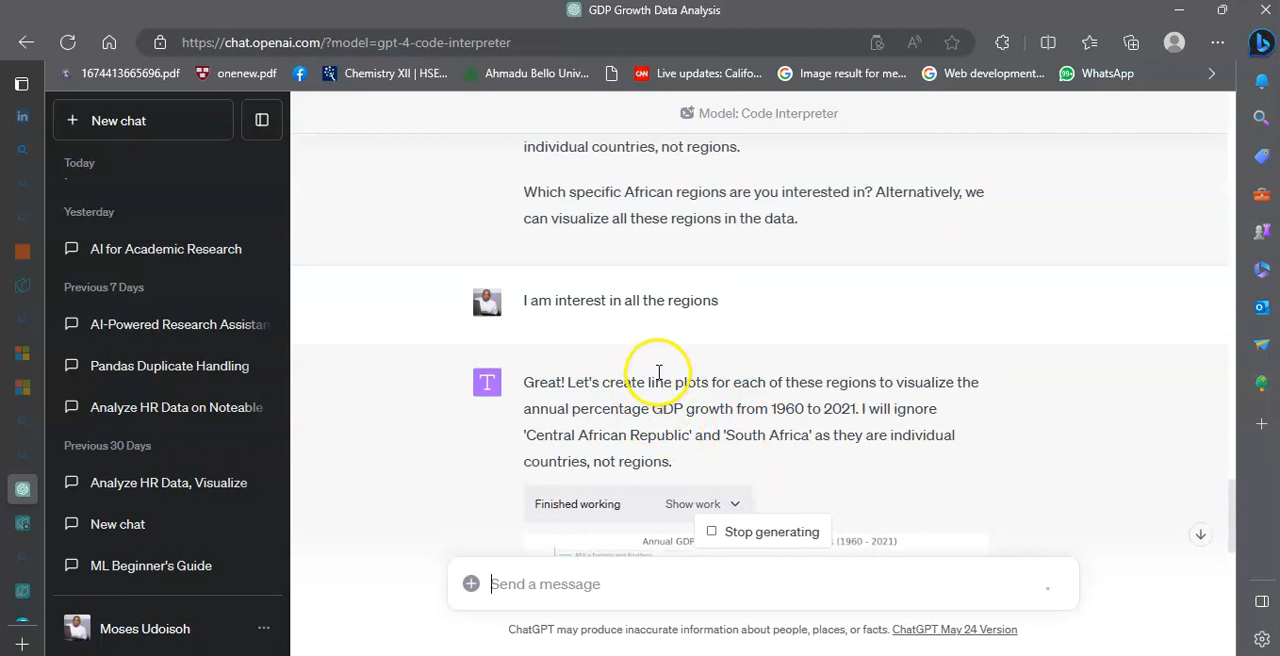 GDP Growth Data Analysis
https://chat.openai.com/?model=gpt-4-code-interpreter
1674413665696.pdf
onenew.pdf
Chemistry XII | HSE...
Ahmadu Bello Univ...
CNN
Live updates: Califo...
Image result for me...
Web development...
99+
WhatsApp
+ New chat
Model: Code Interpreter
Today
individual countries, not regions.
Yesterday
Which specific African regions are you interested in? Alternatively, we
can visualize all these regions in the data.
AI for Academic Research
Previous 7 Days
AI-Powered Research Assistan
I am interest in all the regions
Pandas Duplicate Handling
Analyze HR Data on Noteable
T
Great! Let's create line plots for each of these regions to visualize the
annual percentage GDP growth from 1960 to 2021. I will ignore
'Central African Republic' and 'South Africa' as they are individual
countries, not regions.
Previous 30 Days
Analyze HR Data, Visualize
Finished working
Show work
New chat
Stop generating
Annual GDP
(1960 - 2021)
ML Beginner's Guide
Send a message
Moses Udoisoh
ChatGPT may produce inaccurate information about people, places, or facts. ChatGPT May 24 Version